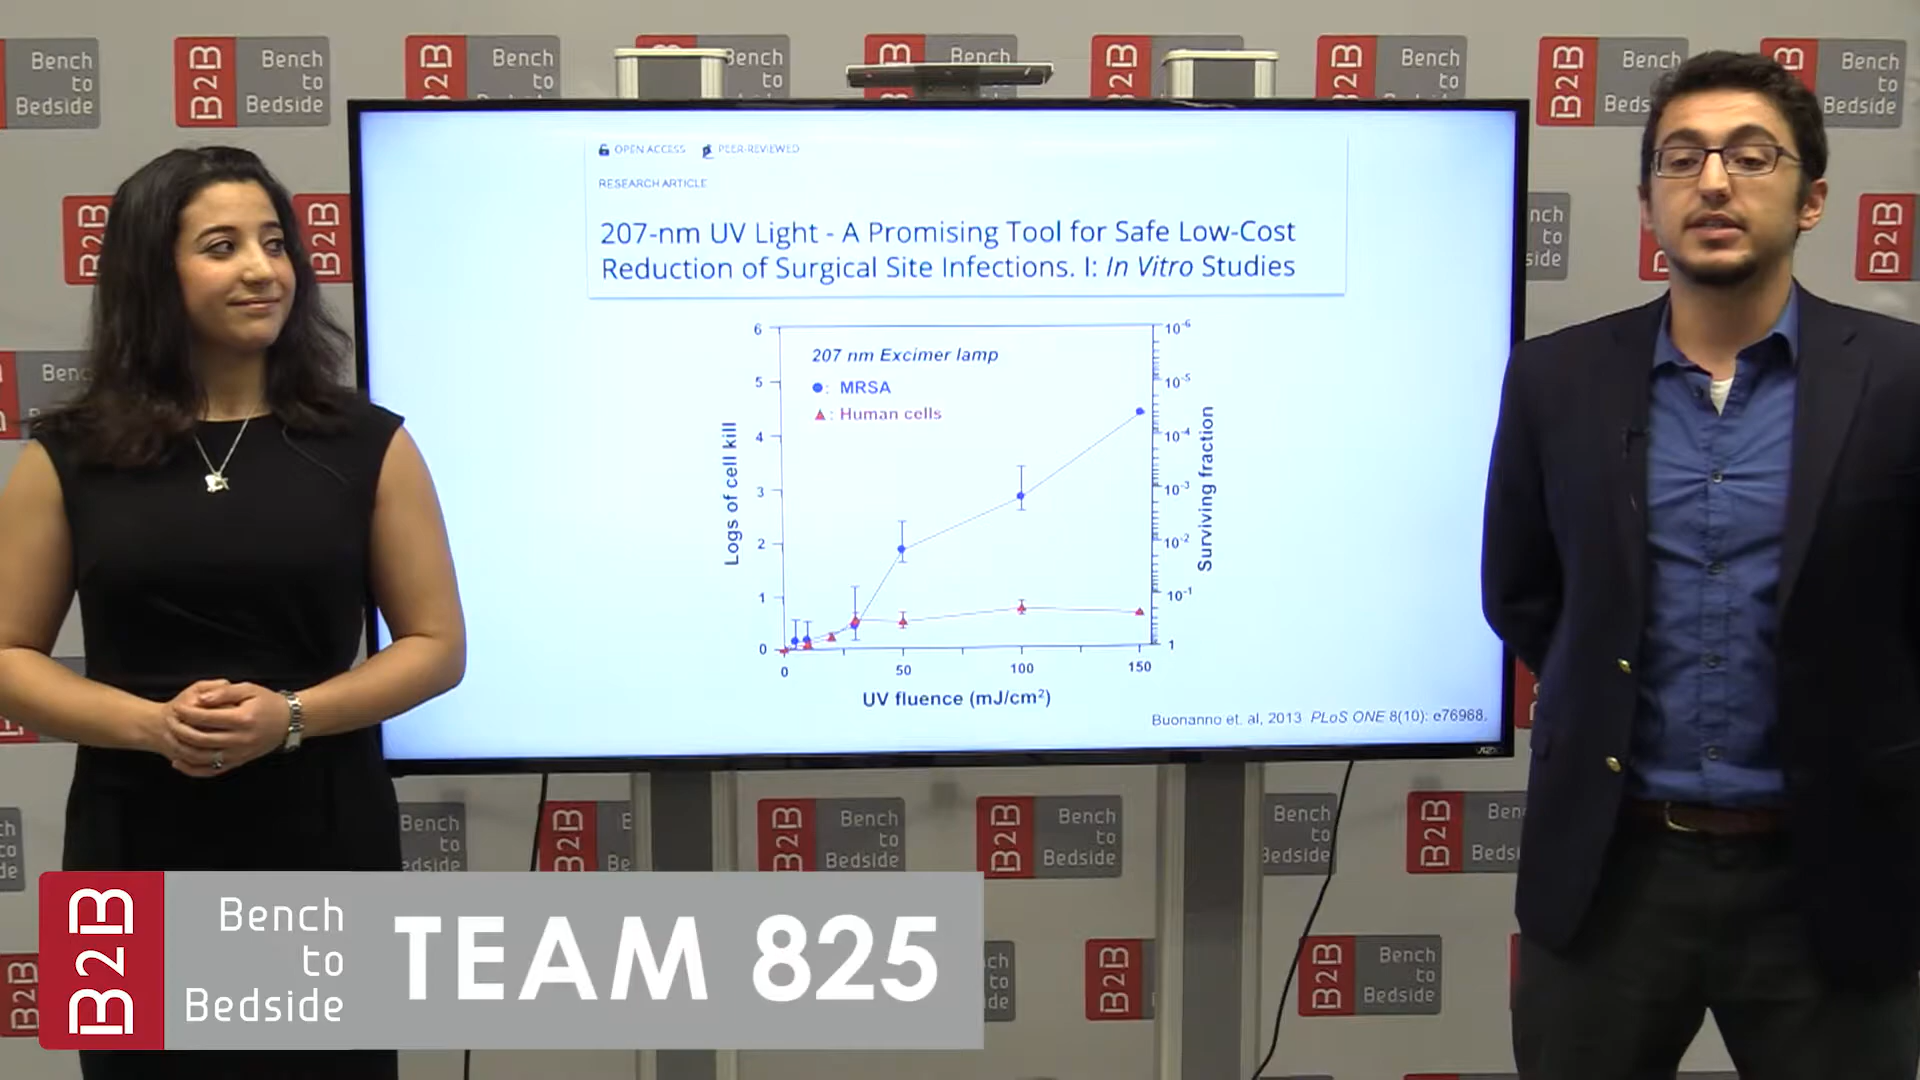 OPEN ACCESS PEER-REVIEWED
RESEARCH ARTICLE
207-nm UV Light - A Promising Tool for Safe Low-Cost
Reduction of Surgical Site Infections. I: In Vitro Studies
207 nm Excimer lamp
: MRSA
: Human cells
Logs of cell kill
6
5
4
3
2
1
0
0 50 100 150
UV fluence (mJ/cm²)
10⁻⁶
10⁻⁵
10⁻⁴
10⁻³
10⁻²
10⁻¹
1
Surviving fraction
Buonanno et. al, 2013 PLoS ONE 8(10): e76968.
VIZIO
B2B
Bench
to
Bedside
TEAM 825